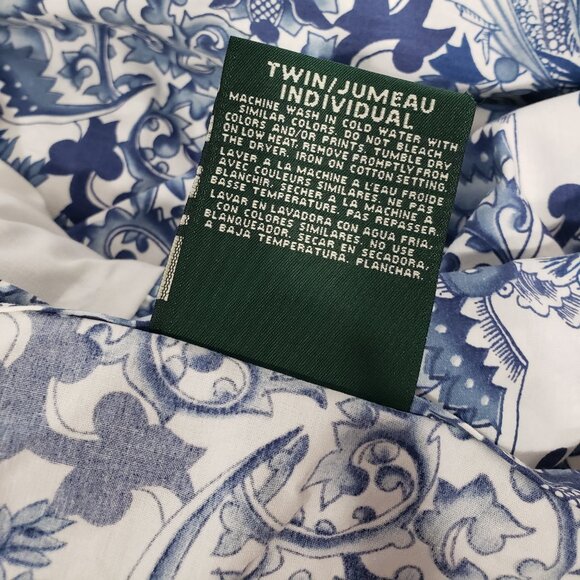 TWIN/JUMEAU
INDIVIDUAL
MACHINE WASH IN COLD WATER WITH
SIMILAR COLORS. DO NOT BLEACH
COLORS AND/OR PRINTS. TUMBLE DRY
ON LOW HEAT. REMOVE PROMPTLY FROM
THE DRYER. IRON ON COTTON SETTING.
LAVER A LA MACHINE A L'EAU FROIDE
AVEC COULEURS SIMILAIRES. NE PAS
BLANCHIR. SECHER A LA MACHINE A
BASSE TEMPERATURE. PAS REPASSER.
LAVAR EN LAVADORA CON AGUA FRIA.
CON COLORES SIMILARES. NO USE
BLANQUEADOR. SECAR EN SECADORA,
A BAJA TEMPERATURA. PLANCHAR.